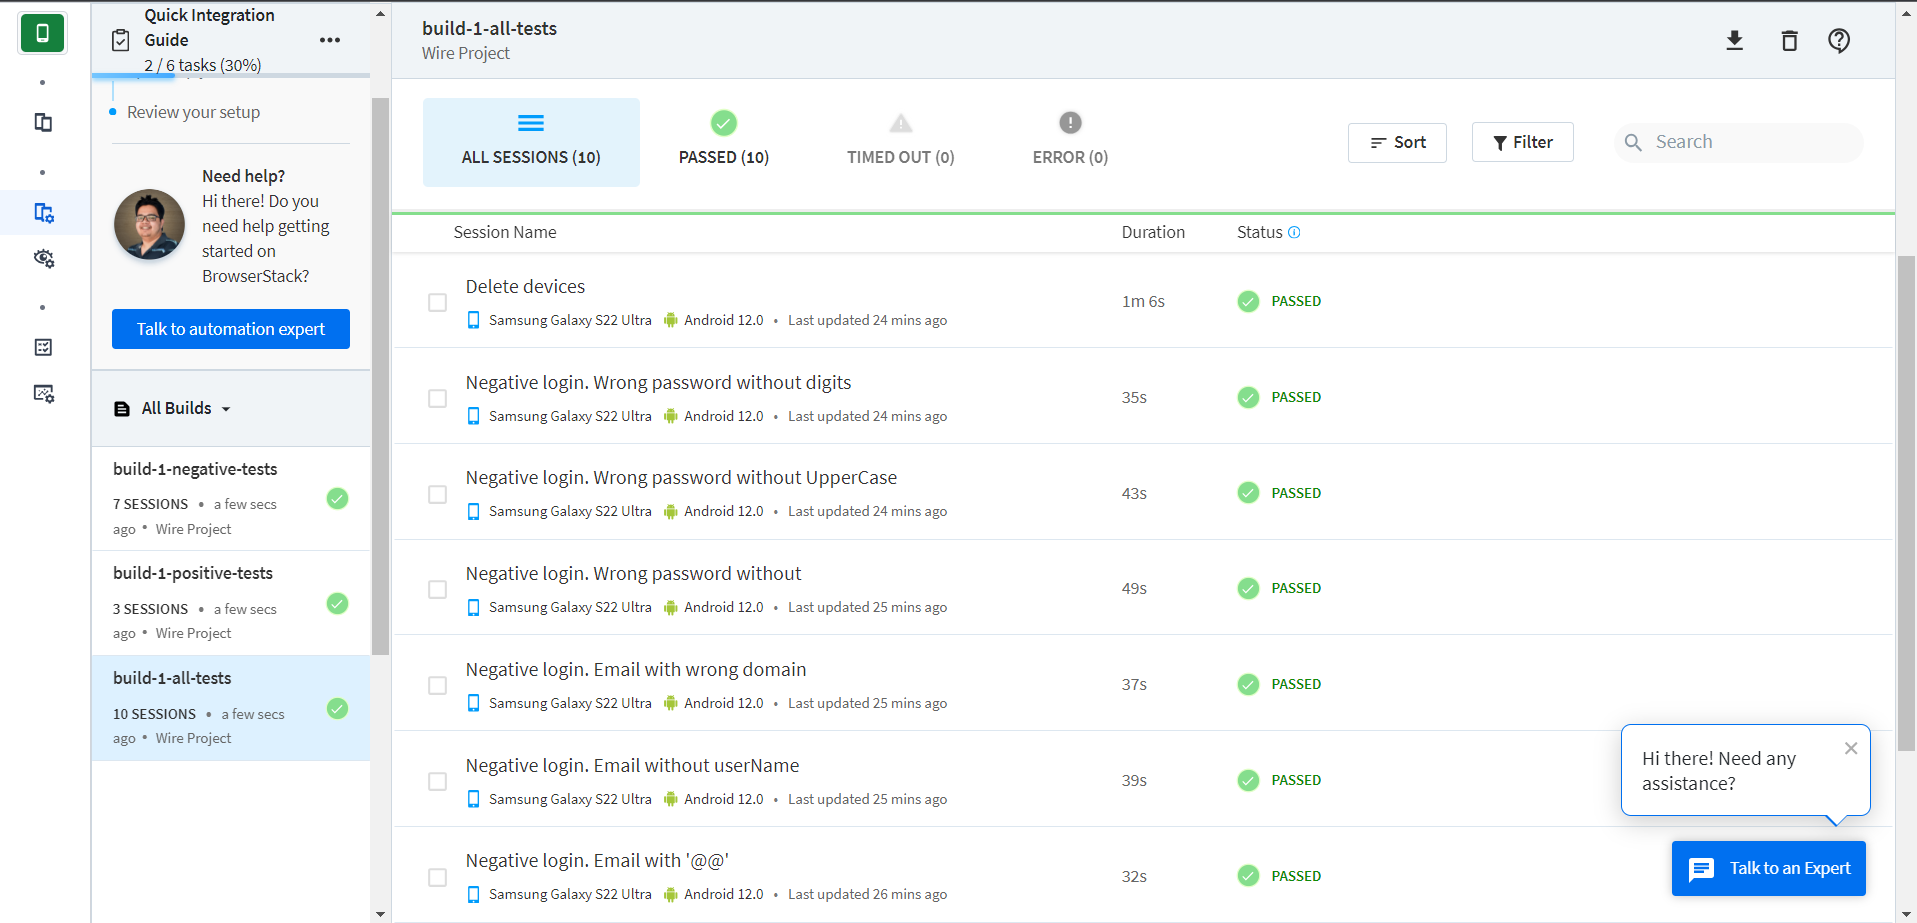 Quick Integration
Guide
2 / 6 tasks (30%)
Review your setup
Need help?
Hi there! Do you
need help getting
started on
BrowserStack?
Talk to automation expert
All Builds
build-1-negative-tests
7 SESSIONS • a few secs
ago • Wire Project
build-1-positive-tests
3 SESSIONS • a few secs
ago • Wire Project
build-1-all-tests
10 SESSIONS • a few secs
ago • Wire Project
build-1-all-tests
Wire Project
ALL SESSIONS (10)
PASSED (10)
TIMED OUT (0)
ERROR (0)
Sort
Filter
Search
Session Name Duration Status
Delete devices
Samsung Galaxy S22 Ultra Android 12.0 • Last updated 24 mins ago
1m 6s
PASSED
Negative login. Wrong password without digits
Samsung Galaxy S22 Ultra Android 12.0 • Last updated 24 mins ago
35s
PASSED
Negative login. Wrong password without UpperCase
Samsung Galaxy S22 Ultra Android 12.0 • Last updated 24 mins ago
43s
PASSED
Negative login. Wrong password without
Samsung Galaxy S22 Ultra Android 12.0 • Last updated 25 mins ago
49s
PASSED
Negative login. Email with wrong domain
Samsung Galaxy S22 Ultra Android 12.0 • Last updated 25 mins ago
37s
PASSED
Negative login. Email without userName
Samsung Galaxy S22 Ultra Android 12.0 • Last updated 25 mins ago
39s
PASSED
Negative login. Email with '@@'
Samsung Galaxy S22 Ultra Android 12.0 • Last updated 26 mins ago
32s
PASSED
Hi there! Need any
assistance?
Talk to an Expert